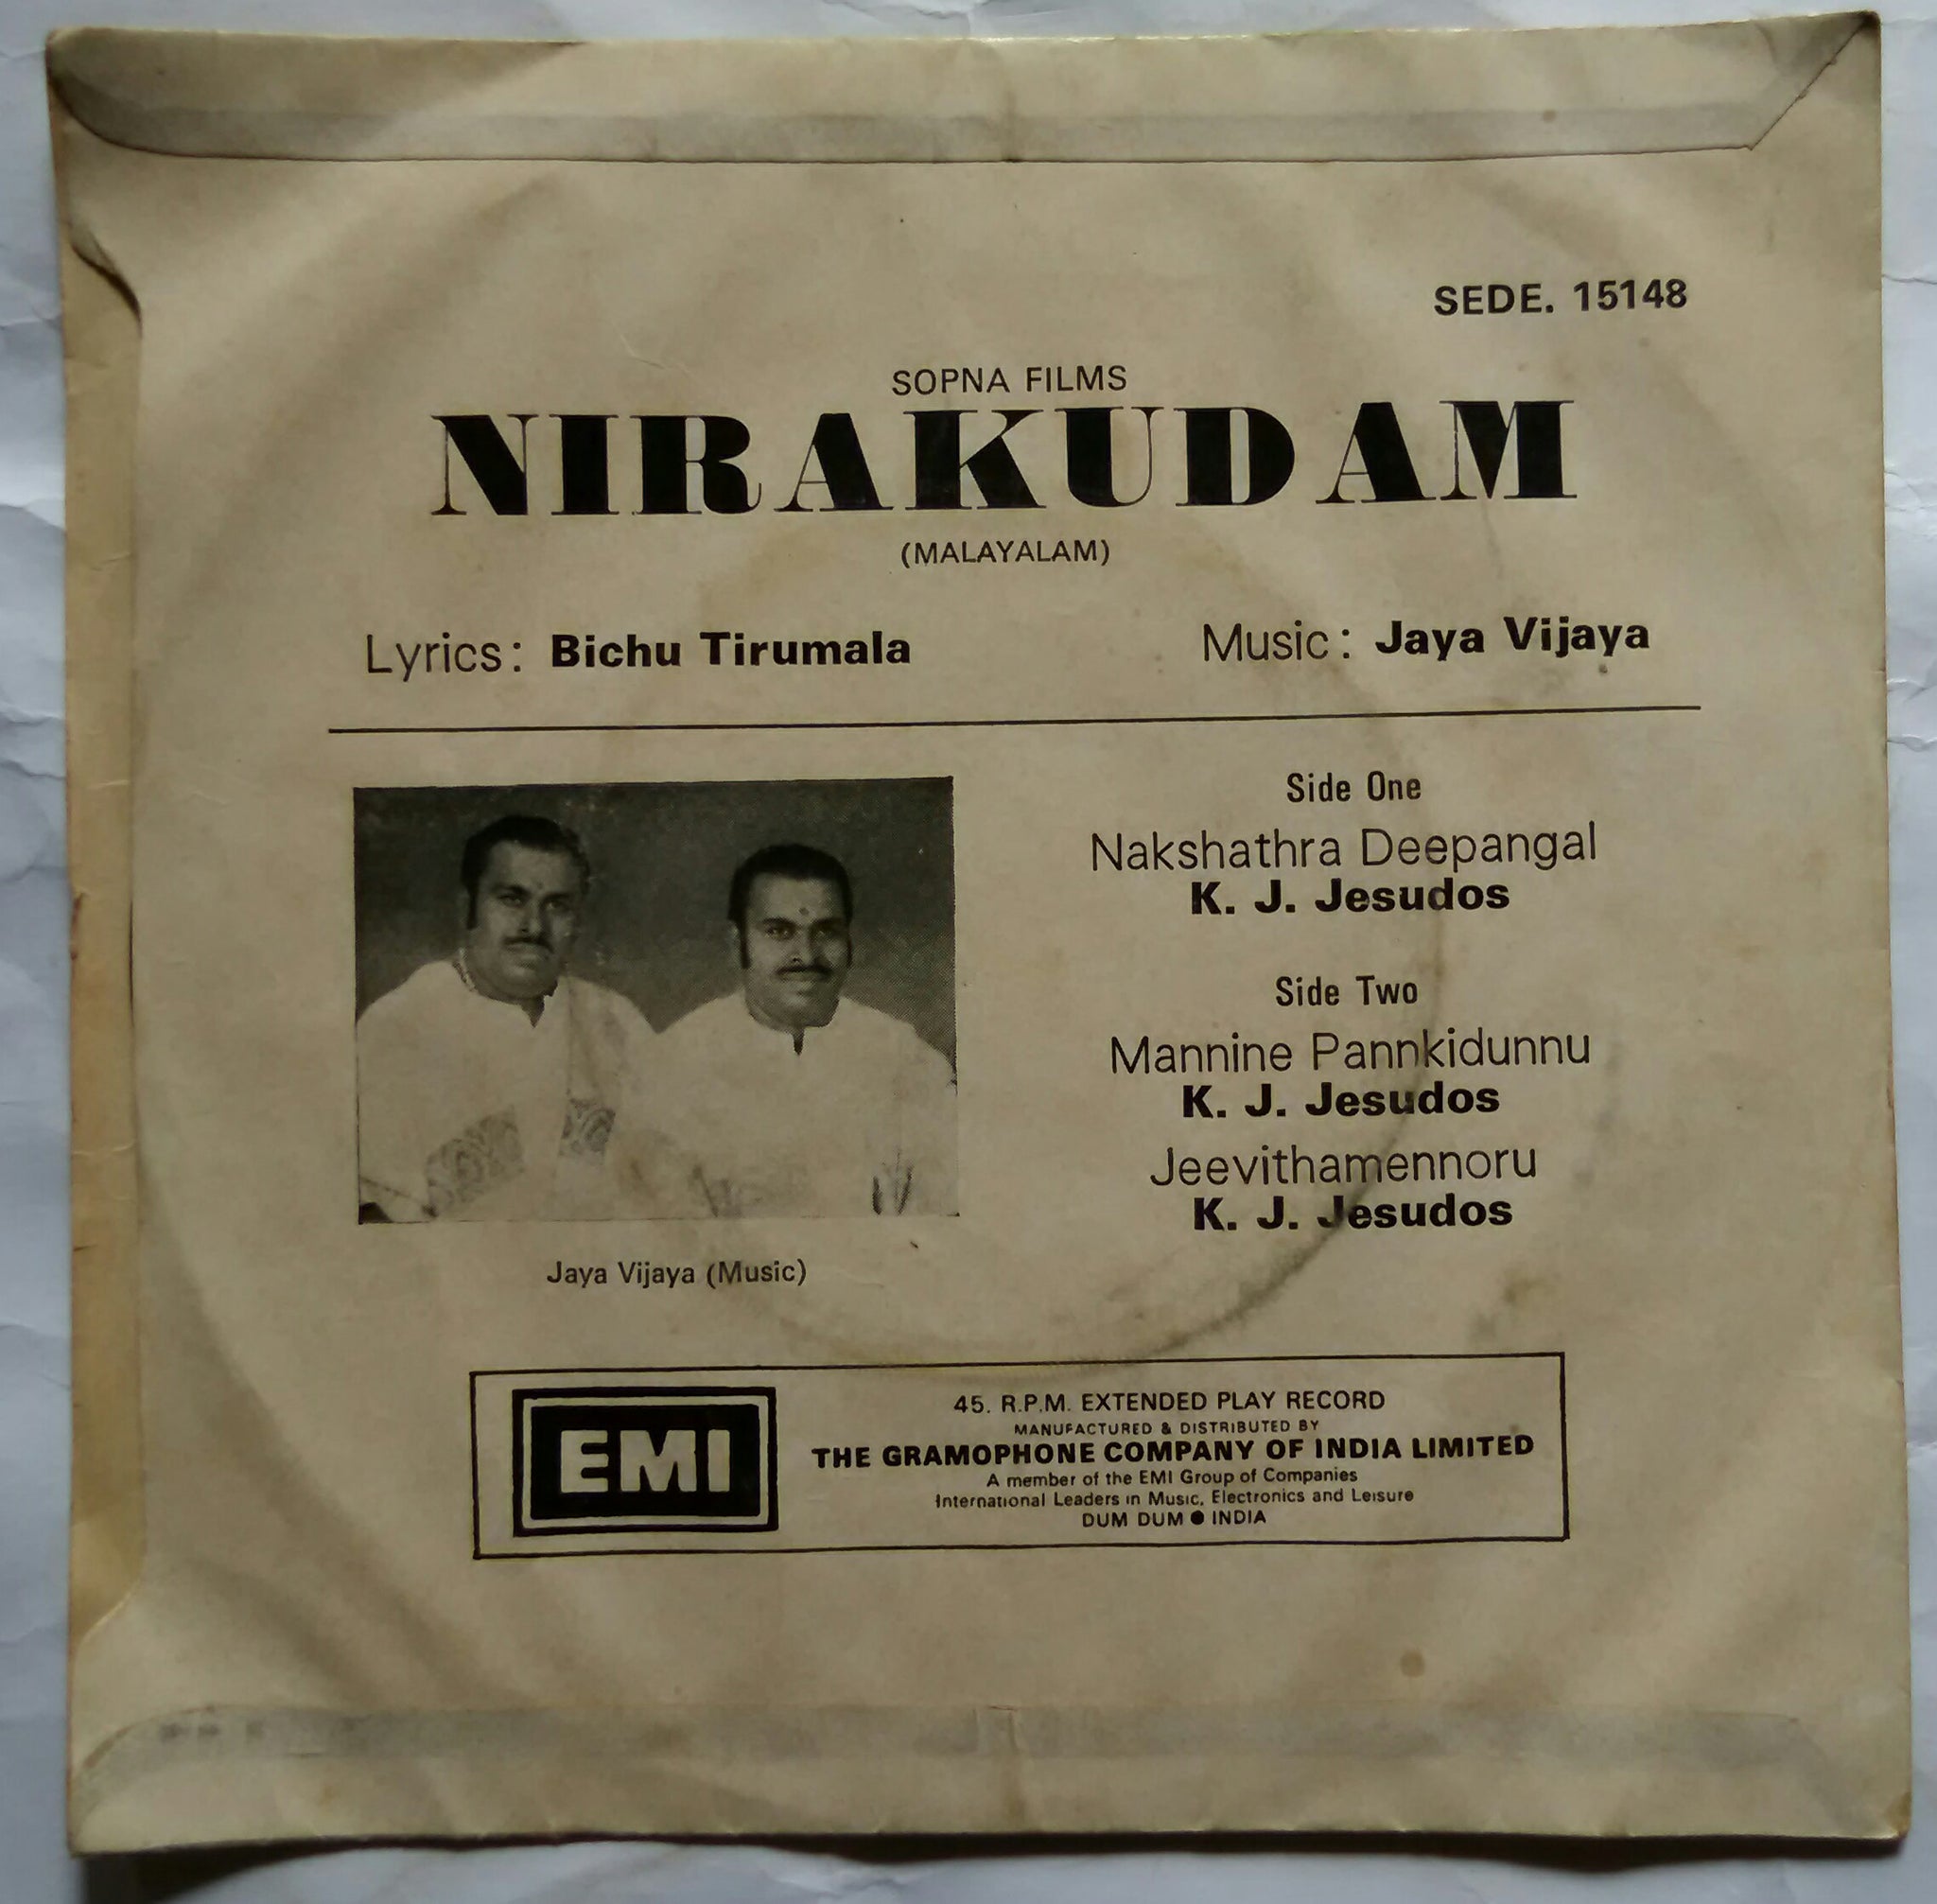 SEDE. 15148
SOPNA FILMS
NIRAKUDAM
(MALAYALAM)
Lyrics: Bichu Tirumala
Music: Jaya Vijaya
Side One
Nakshathra Deepangal
K. J. Jesudos
Side Two
Mannine Pannkidunnu
K. J. Jesudos
Jeevithamennoru
K. J. Jesudos
Jaya Vijaya (Music)
EMI
45. R.P.M. EXTENDED PLAY RECORD
MANUFACTURED & DISTRIBUTED BY
THE GRAMOPHONE COMPANY OF INDIA LIMITED
A member of the EMI Group of Companies
International Leaders in Music, Electronics and Leisure
DUM DUM ● INDIA